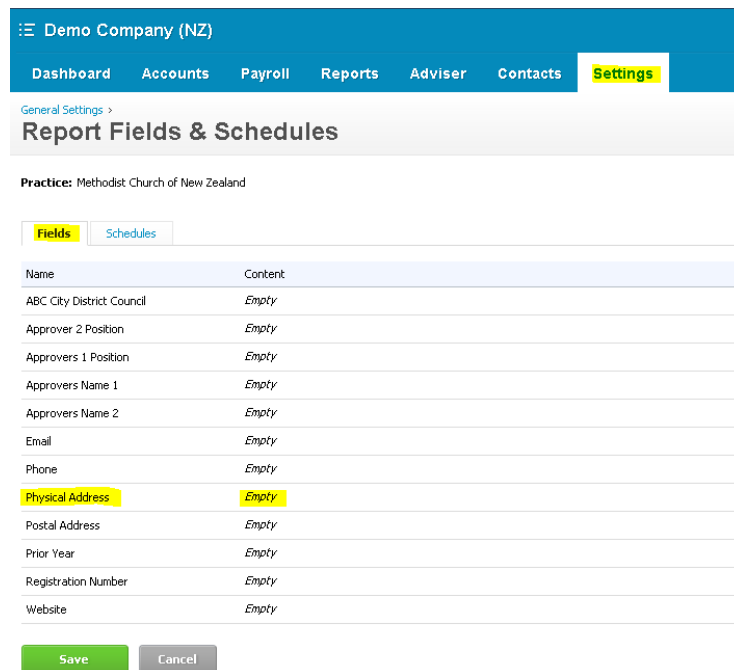 Demo Company (NZ)
Dashboard Accounts Payroll Reports Adviser Contacts Settings
General Settings >
Report Fields & Schedules
Practice: Methodist Church of New Zealand
Fields Schedules
Name Content
ABC City District Council Empty
Approver 2 Position Empty
Approvers 1 Position Empty
Approvers Name 1 Empty
Approvers Name 2 Empty
Email Empty
Phone Empty
Physical Address Empty
Postal Address Empty
Prior Year Empty
Registration Number Empty
Website Empty
Save Cancel